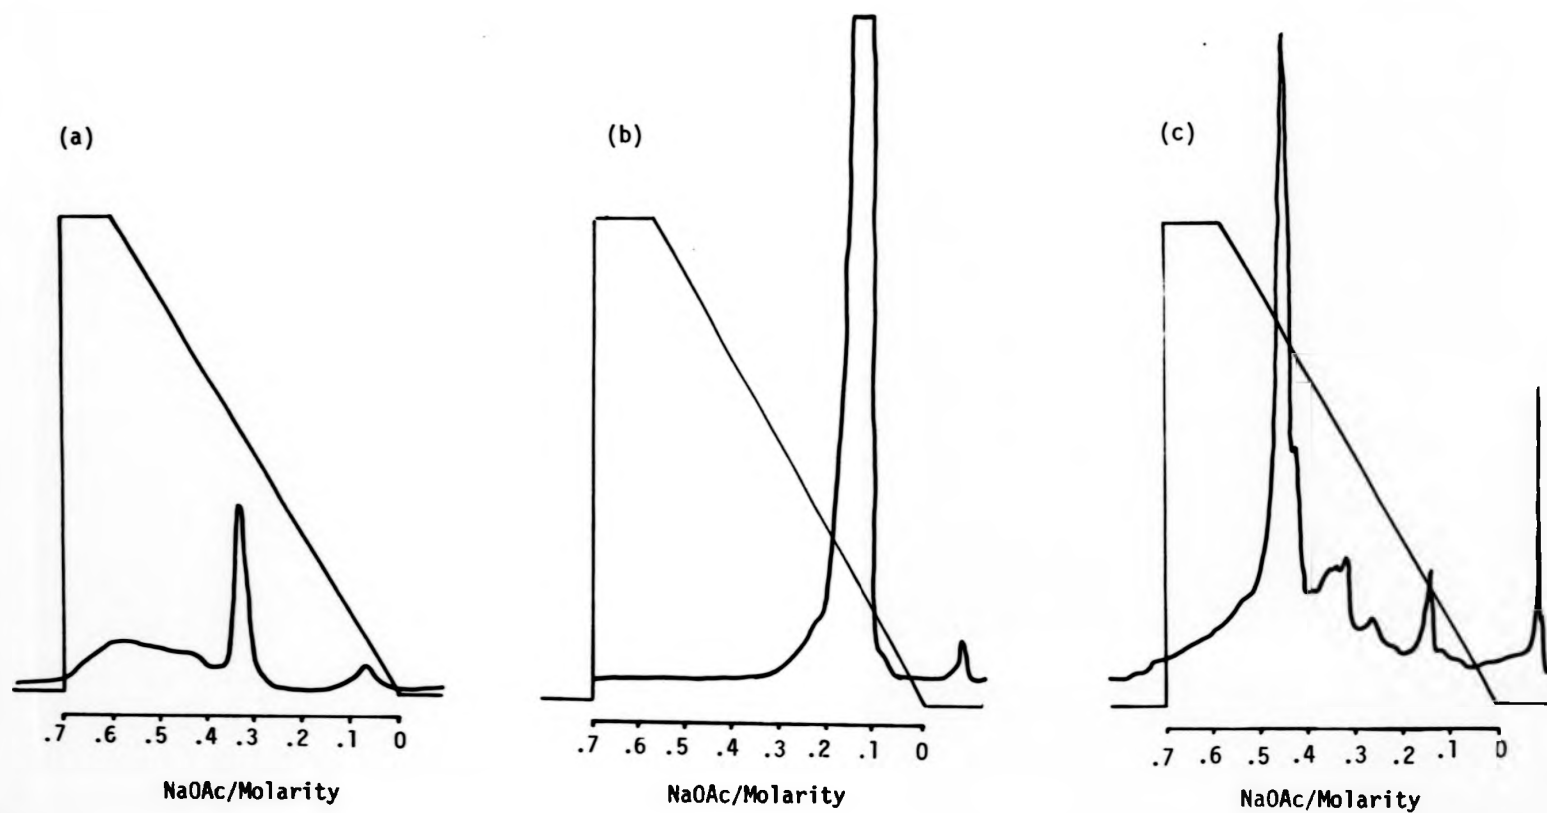 (a)
(b)
(c)
.7 .6 .5 .4 .3 .2 .1 0
NaOAc/Molarity
.7 .6 .5 .4 .3 .2 .1 0
NaOAc/Molarity
.7 .6 .5 .4 .3 .2 0
NaOAc/Molarity